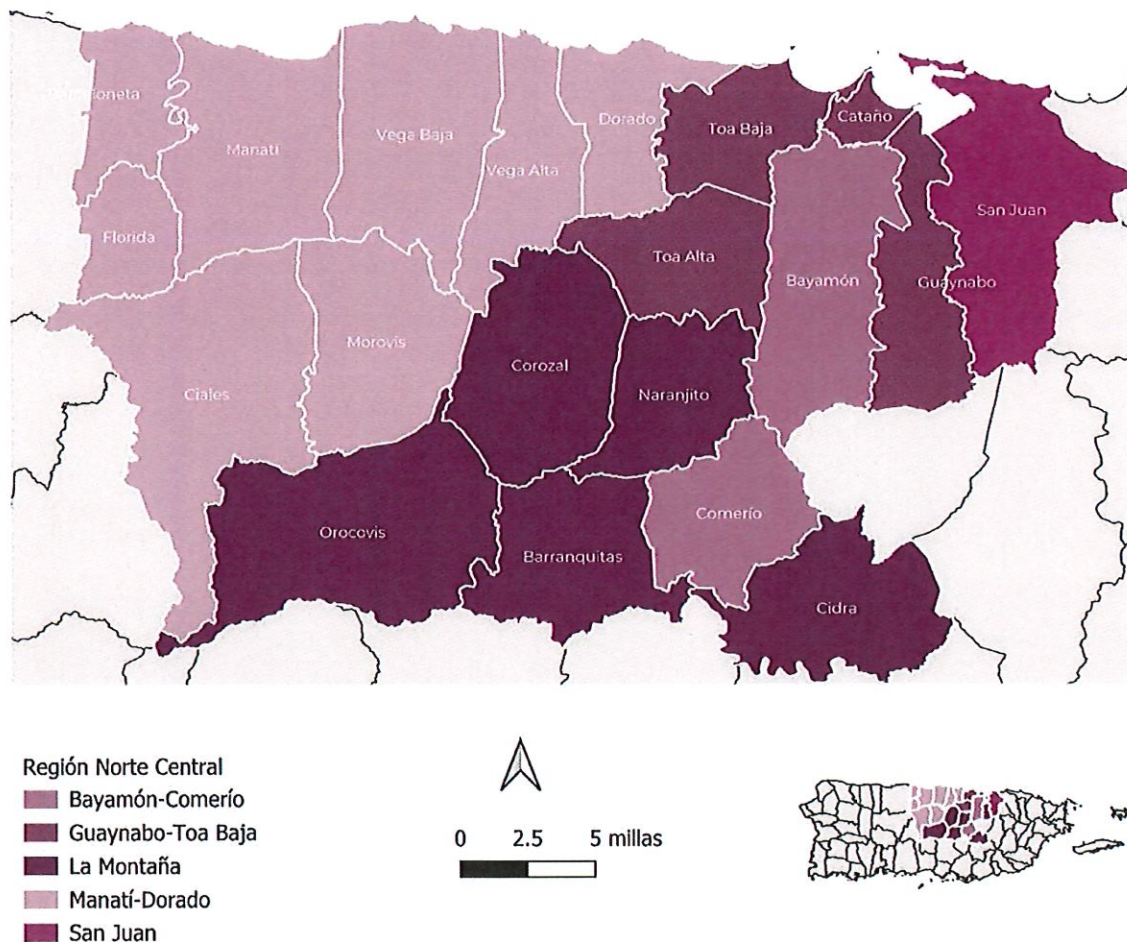 Dorado
Cataño
Toa Baja
Vega Baja
Manatí
Vega Alta
San Juan
Florida
Toa Alta
Bayamón
Guaynabo
Morovis
Corozal
Ciales
Naranjito
Comerío
Orocovis
Barranquitas
Cidra
Región Norte Central
Bayamón-Comerío
Guaynabo-Toa Baja
La Montaña
Manatí-Dorado
San Juan
0 2.5 5 millas